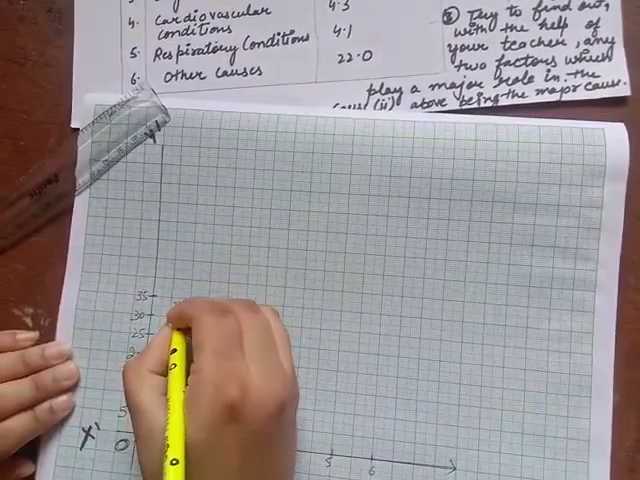 4. Cardiovascular conditions
4.3
5. Respiratory Conditions
4.1
6. Other Causes
22.0
③ Try to find out,
with the help of
your teacher, any
two factors which
play a major role in the
cause (ii) above being the major cause.
Y
35
30
25
5
X'
0
5
6